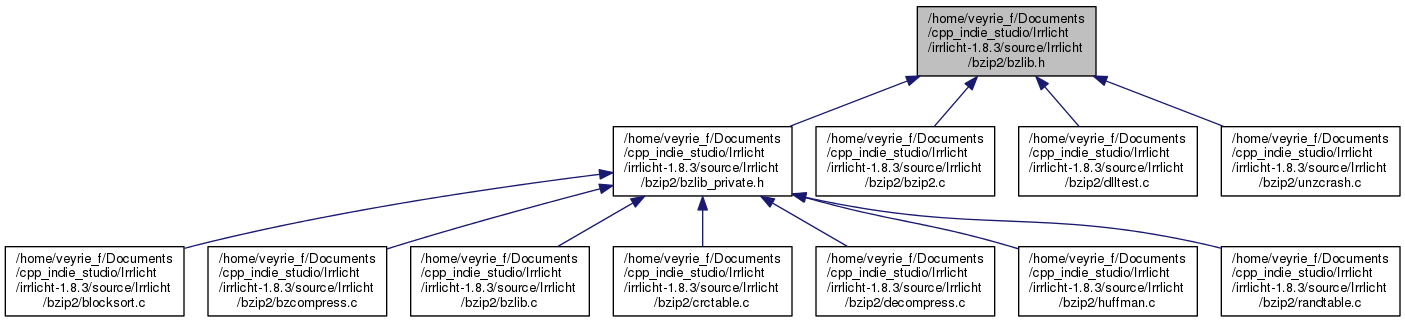 /home/veyrie_f/Documents
/cpp_indie_studio/Irrlicht
/irrlicht-1.8.3/source/Irrlicht
/bzip2/bzlib.h
/home/veyrie_f/Documents
/cpp_indie_studio/Irrlicht
/irrlicht-1.8.3/source/Irrlicht
/bzip2/bzlib_private.h
/home/veyrie_f/Documents
/cpp_indie_studio/Irrlicht
/irrlicht-1.8.3/source/Irrlicht
/bzip2/bzip2.c
/home/veyrie_f/Documents
/cpp_indie_studio/Irrlicht
/irrlicht-1.8.3/source/Irrlicht
/bzip2/dlltest.c
/home/veyrie_f/Documents
/cpp_indie_studio/Irrlicht
/irrlicht-1.8.3/source/Irrlicht
/bzip2/unzcrash.c
/home/veyrie_f/Documents
/cpp_indie_studio/Irrlicht
/irrlicht-1.8.3/source/Irrlicht
/bzip2/blocksort.c
/home/veyrie_f/Documents
/cpp_indie_studio/Irrlicht
/irrlicht-1.8.3/source/Irrlicht
/bzip2/bzcompress.c
/home/veyrie_f/Documents
/cpp_indie_studio/Irrlicht
/irrlicht-1.8.3/source/Irrlicht
/bzip2/bzlib.c
/home/veyrie_f/Documents
/cpp_indie_studio/Irrlicht
/irrlicht-1.8.3/source/Irrlicht
/bzip2/crctable.c
/home/veyrie_f/Documents
/cpp_indie_studio/Irrlicht
/irrlicht-1.8.3/source/Irrlicht
/bzip2/decompress.c
/home/veyrie_f/Documents
/cpp_indie_studio/Irrlicht
/irrlicht-1.8.3/source/Irrlicht
/bzip2/huffman.c
/home/veyrie_f/Documents
/cpp_indie_studio/Irrlicht
/irrlicht-1.8.3/source/Irrlicht
/bzip2/randtable.c